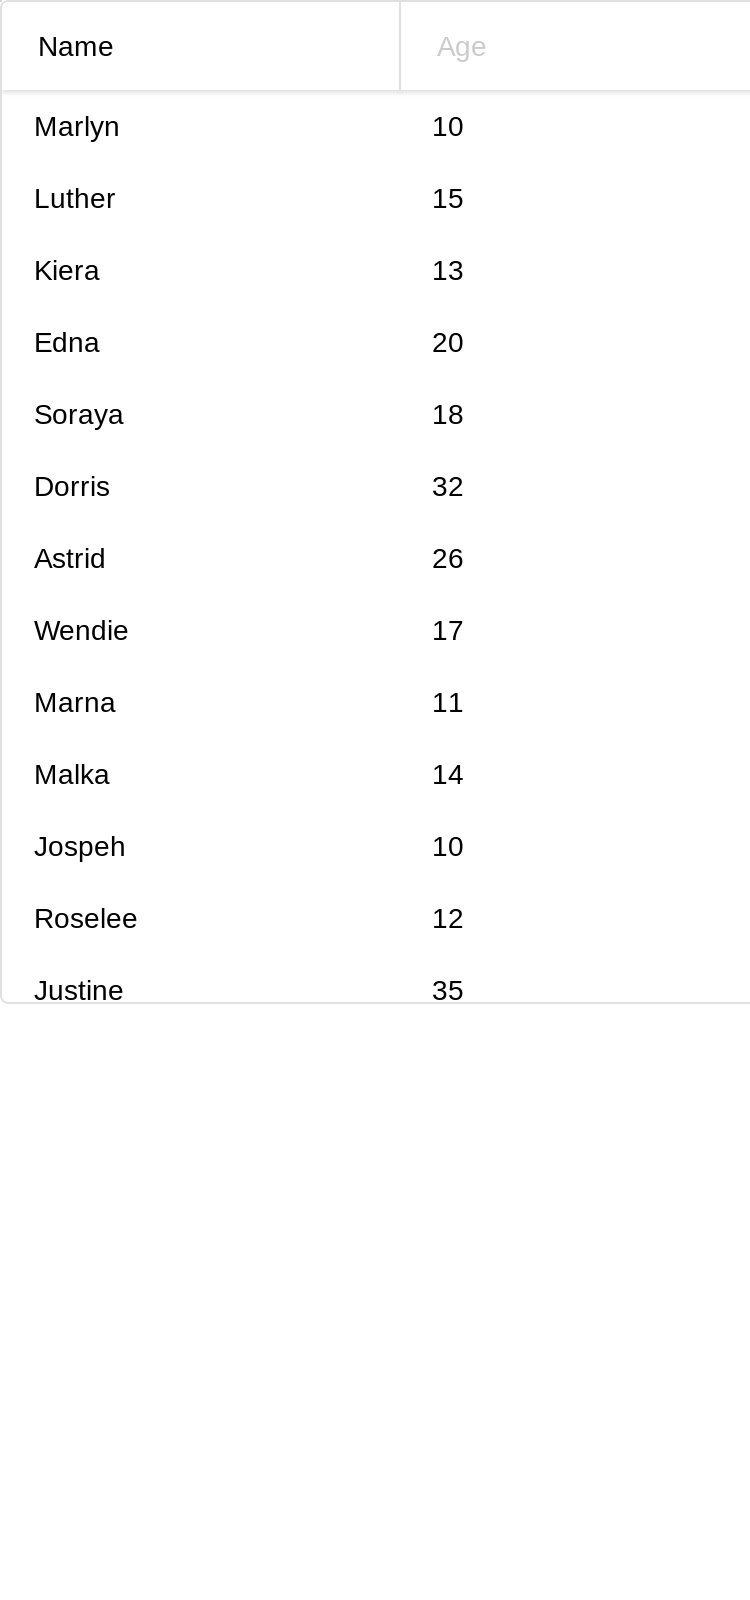 Name Age
Marlyn 10
Luther 15
Kiera 13
Edna 20
Soraya 18
Dorris 32
Astrid 26
Wendie 17
Marna 11
Malka 14
Jospeh 10
Roselee 12
Justine 35